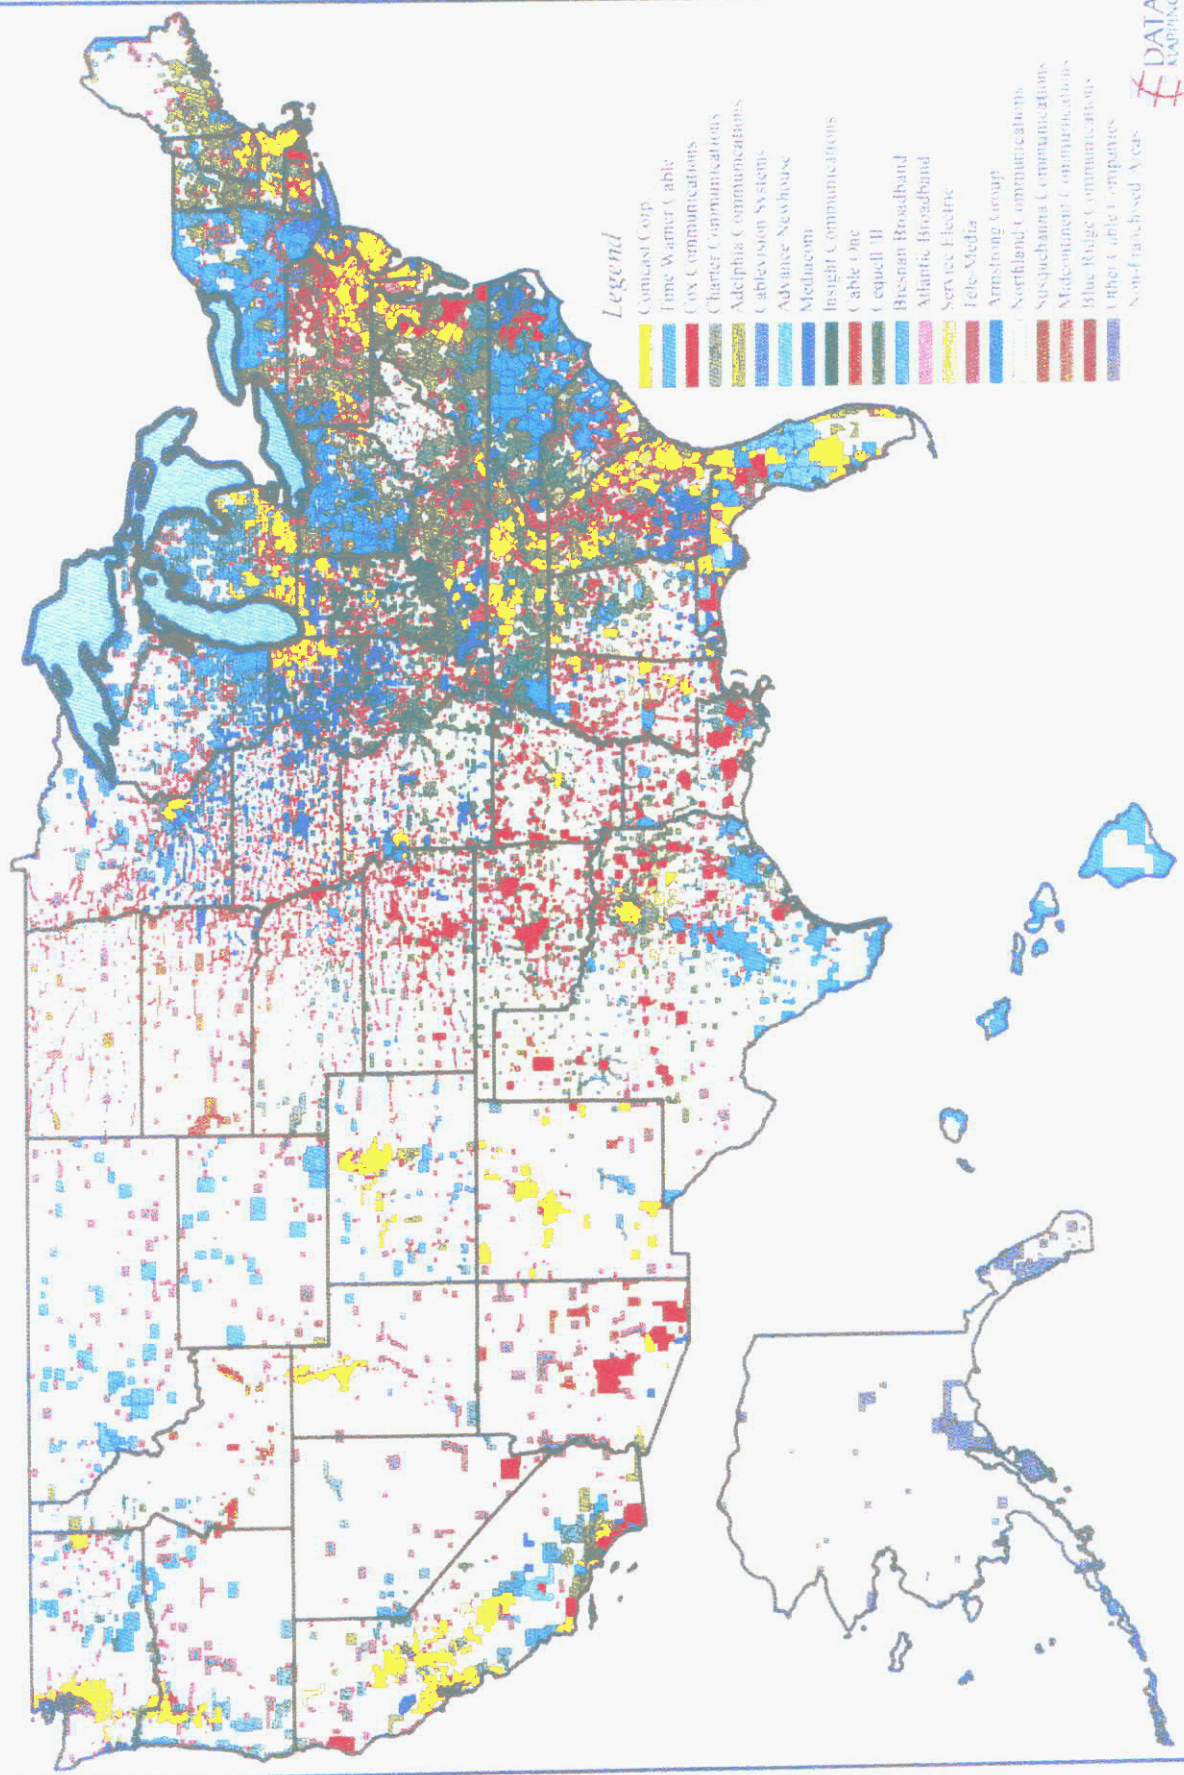 Legend
Comcast Corp.
Time Warner Cable
Cox Communications
Charter Communications
Adelphia Communications
Cablevision Systems
Advance Newhouse
Mediacom
Insight Communications
Cable One
Cequell III
Bresnan Broadband
Atlantic Broadband
Service Electric
Tele-Media
Armstrong Group
Northland Communications
Susquehanna Communications
Midcontinent Communications
Blue Ridge Communications
Other Cable Companies
Non-Franchised Areas
DATA
MAPPING